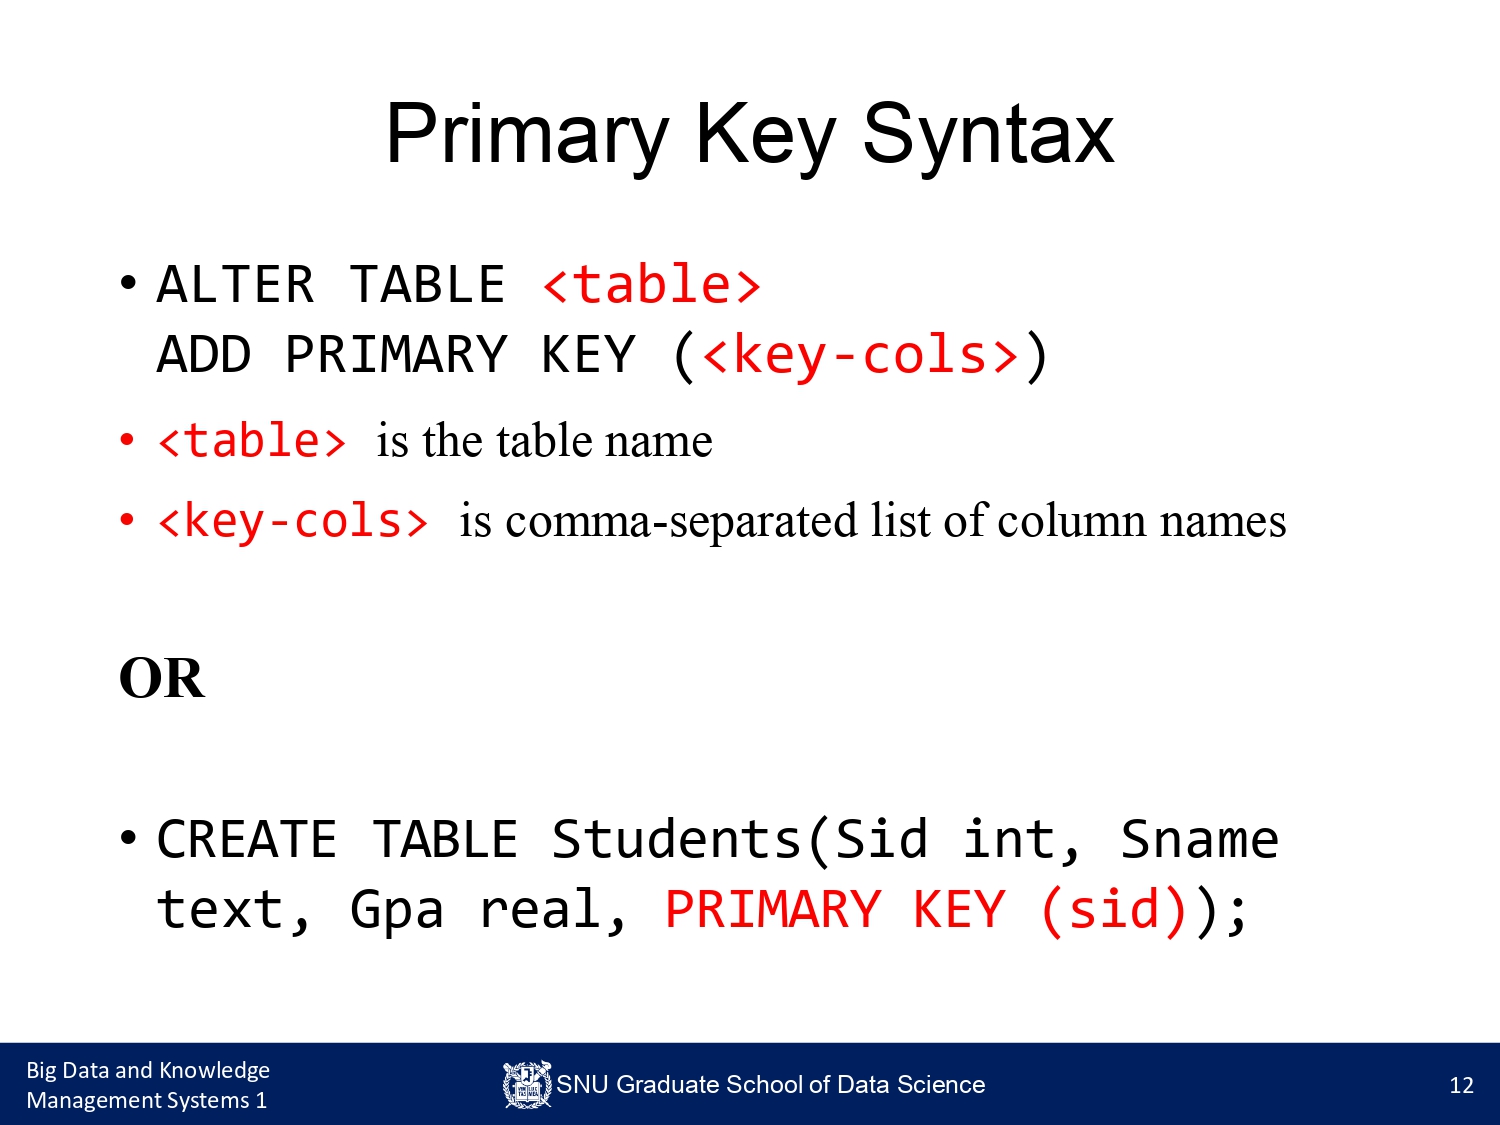 Primary Key Syntax
• ALTER TABLE <table>
ADD PRIMARY KEY (<key-cols>)
• <table> is the table name
• <key-cols> is comma-separated list of column names
OR
• CREATE TABLE Students(Sid int, Sname
text, Gpa real, PRIMARY KEY (sid));
Big Data and Knowledge
Management Systems 1
SNU Graduate School of Data Science
12